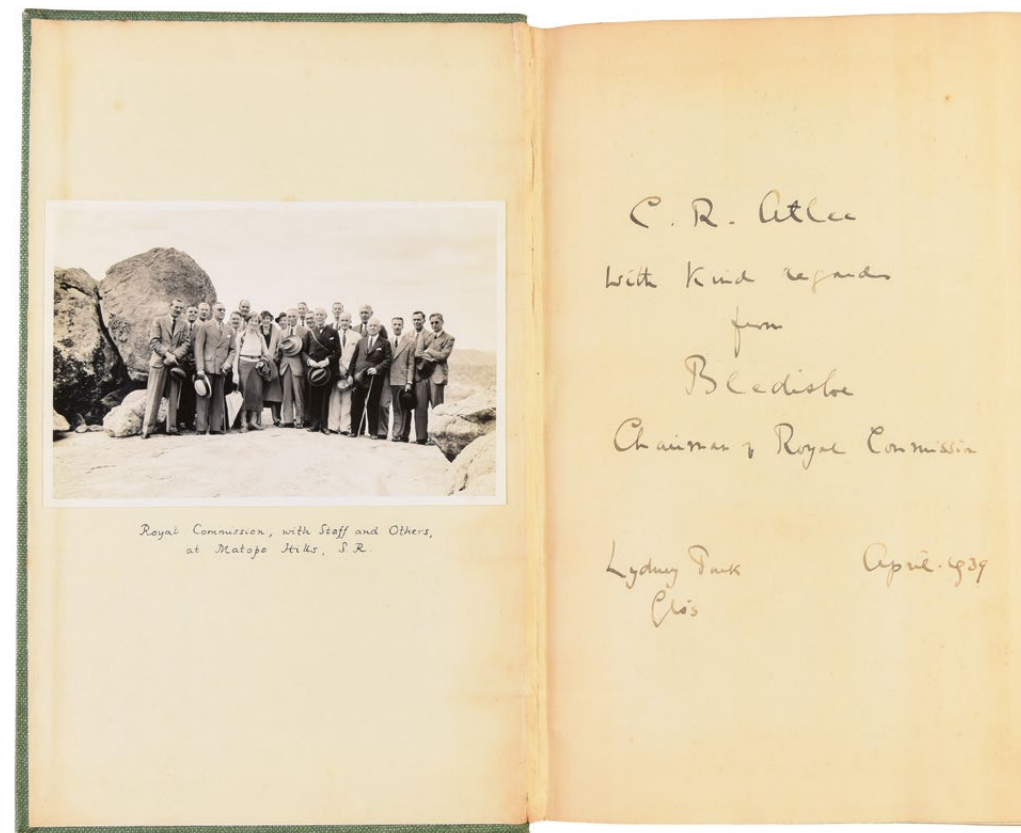 Royal Commission, with Staff and Others,
at Matopo Hills, S.R.
C. R. Atlee
With Kind regards
from
Bledisloe
Chairman of Royal Commission
Lydney Park
Glos
April. 1939